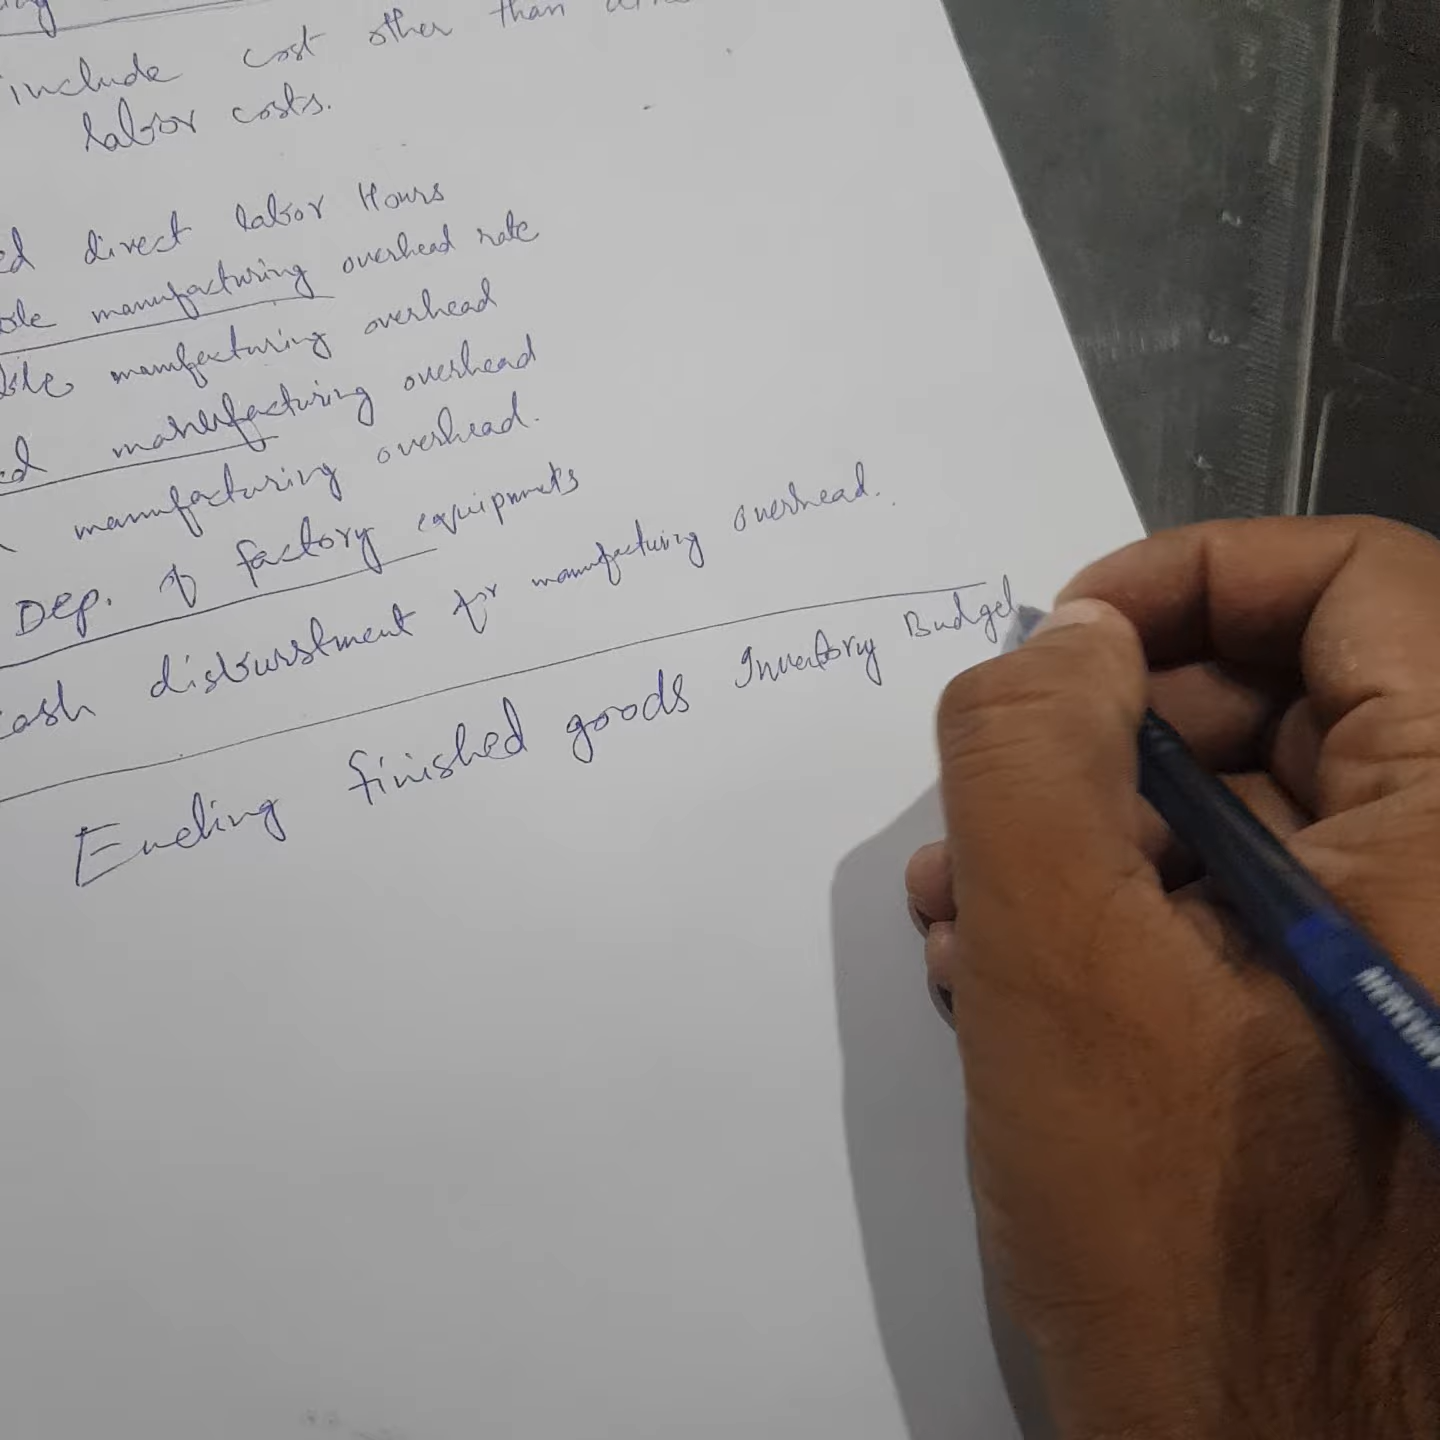 include cost other than
labor costs.
direct labor Hours
manufacturing overhead rate
manufacturing overhead
manufacturing overhead
manufacturing overhead.
Dep. of factory equipments
cash disburstment for manufacturing overhead.
Ending finished goods Inventory Budget